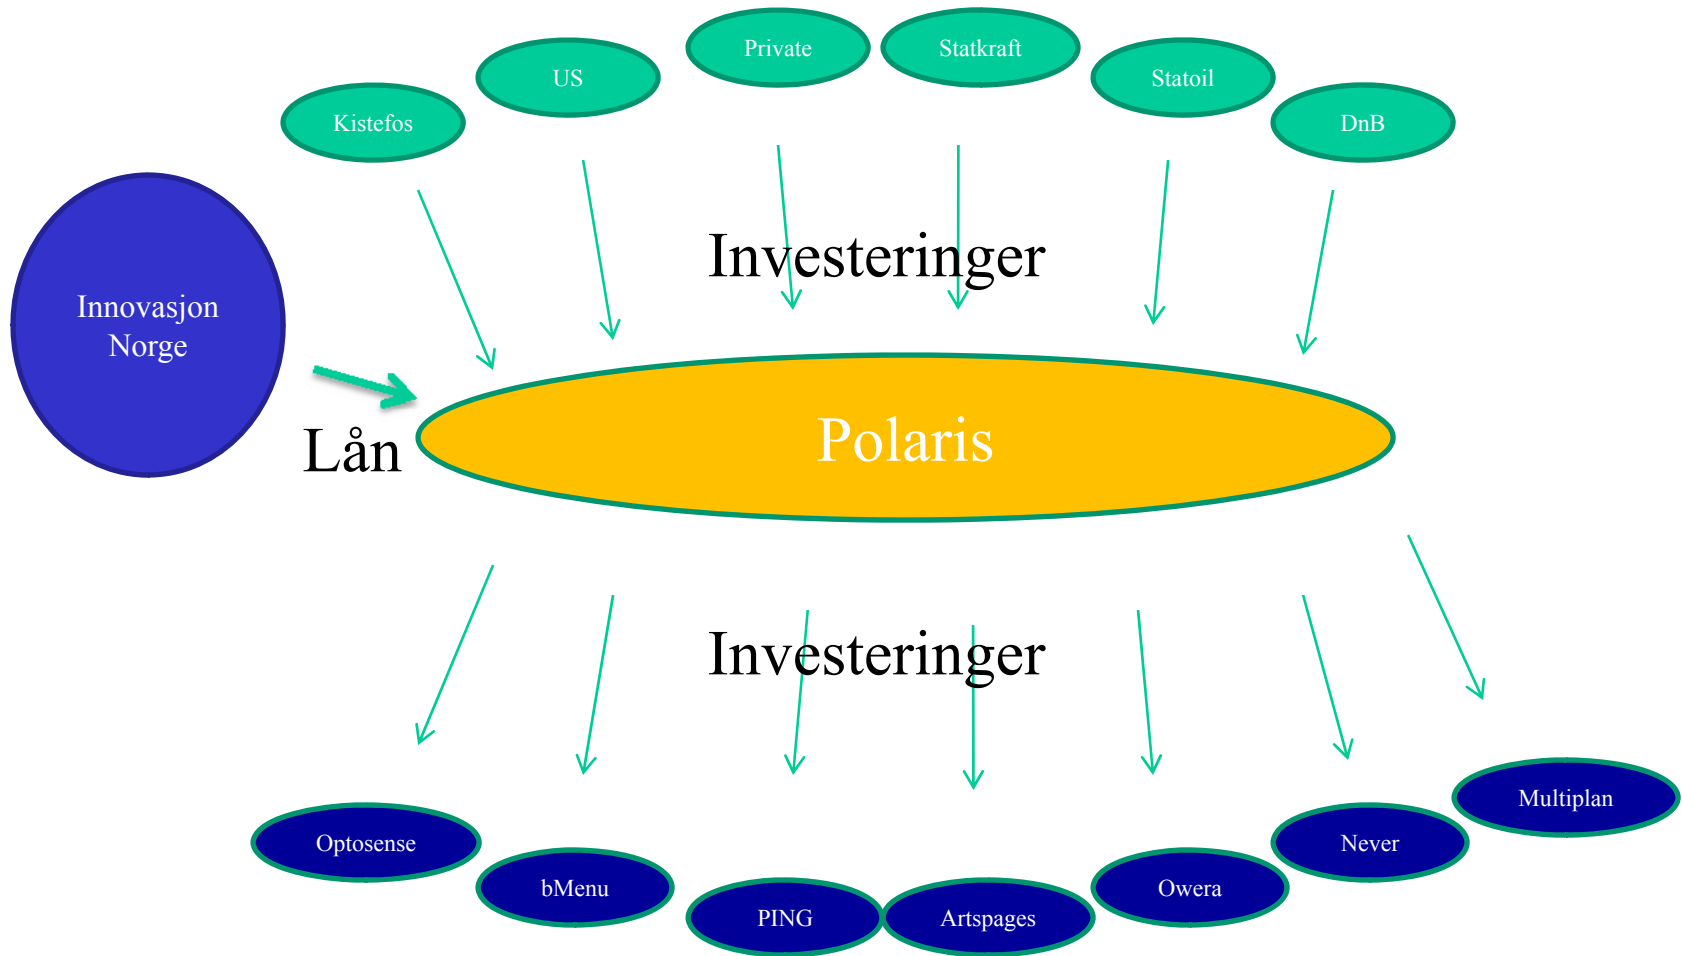 Private
Statkraft
US
Statoil
Kistefos
DnB
Investeringer
Innovasjon
Norge
Polaris
Lån
Investeringer
Multiplan
Optosense
Never
bMenu
Owera
PING
Artspages